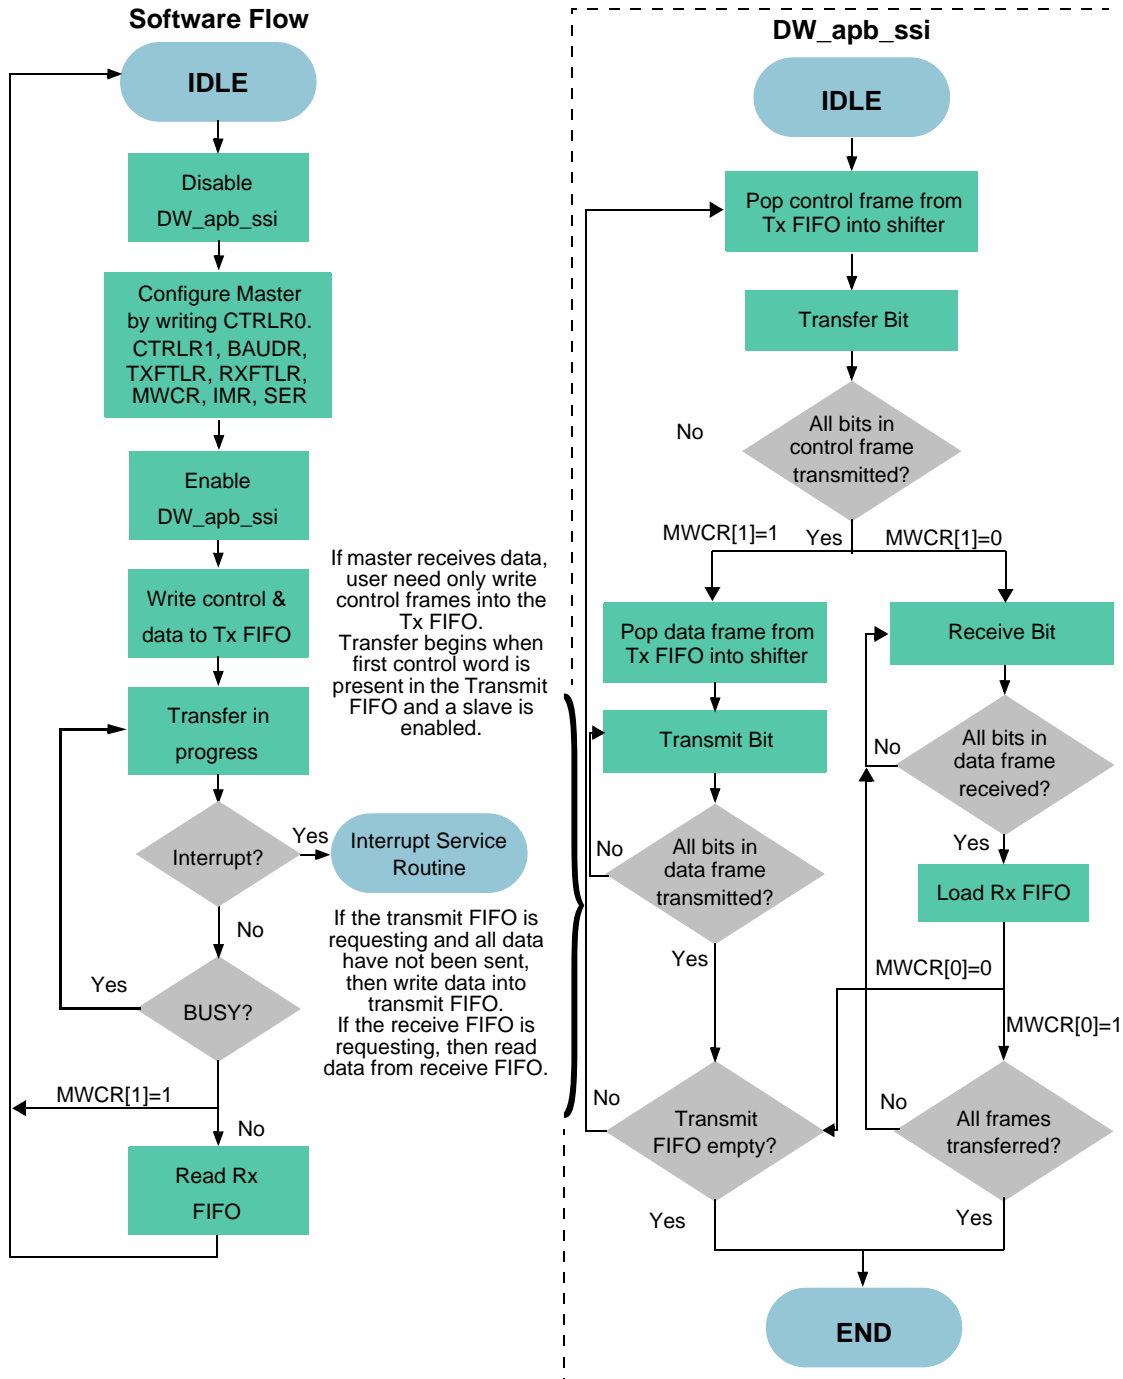 Software Flow
IDLE
Disable
DW_apb_ssi
Configure Master
by writing CTRLR0.
CTRLR1, BAUDR,
TXFTLR, RXFTLR,
MWCR, IMR, SER
Enable
DW_apb_ssi
Write control &
data to Tx FIFO
Transfer in
progress
Interrupt?
Yes
Interrupt Service
Routine
No
Yes
BUSY?
MWCR[1]=1
No
Read Rx
FIFO
If master receives data,
user need only write
control frames into the
Tx FIFO.
Transfer begins when
first control word is
present in the Transmit
FIFO and a slave is
enabled.
If the transmit FIFO is
requesting and all data
have not been sent,
then write data into
transmit FIFO.
If the receive FIFO is
requesting, then read
data from receive FIFO.
DW_apb_ssi
IDLE
Pop control frame from
Tx FIFO into shifter
Transfer Bit
No
All bits in
control frame
transmitted?
MWCR[1]=1
Yes
MWCR[1]=0
Pop data frame from
Tx FIFO into shifter
Transmit Bit
No
All bits in
data frame
transmitted?
Yes
Receive Bit
No
All bits in
data frame
received?
Yes
Load Rx FIFO
MWCR[0]=0
MWCR[0]=1
No
Transmit
FIFO empty?
Yes
No
All frames
transferred?
Yes
END